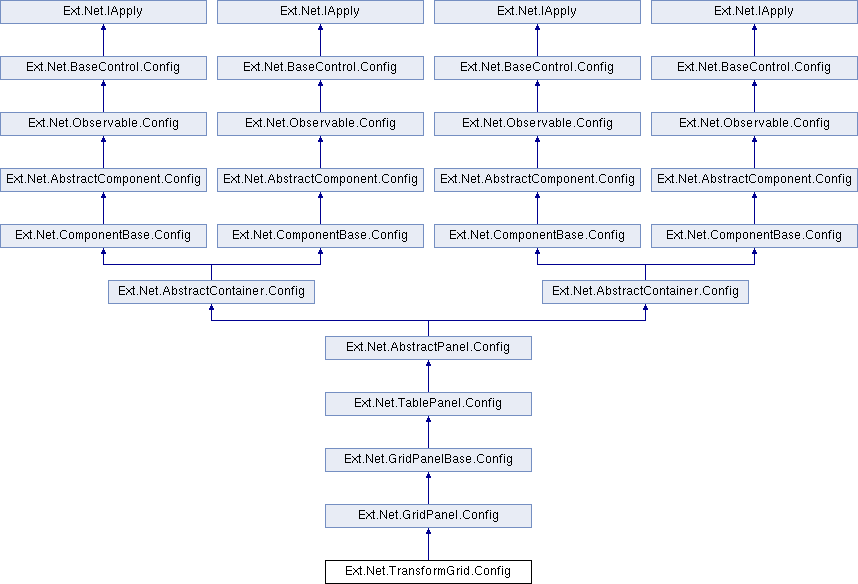 Ext.Net.IApply Ext.Net.IApply Ext.Net.IApply Ext.Net.IApply
Ext.Net.BaseControl.Config Ext.Net.BaseControl.Config Ext.Net.BaseControl.Config Ext.Net.BaseControl.Config
Ext.Net.Observable.Config Ext.Net.Observable.Config Ext.Net.Observable.Config Ext.Net.Observable.Config
Ext.Net.AbstractComponent.Config Ext.Net.AbstractComponent.Config Ext.Net.AbstractComponent.Config Ext.Net.AbstractComponent.Config
Ext.Net.ComponentBase.Config Ext.Net.ComponentBase.Config Ext.Net.ComponentBase.Config Ext.Net.ComponentBase.Config
Ext.Net.AbstractContainer.Config Ext.Net.AbstractContainer.Config
Ext.Net.AbstractPanel.Config
Ext.Net.TablePanel.Config
Ext.Net.GridPanelBase.Config
Ext.Net.GridPanel.Config
Ext.Net.TransformGrid.Config